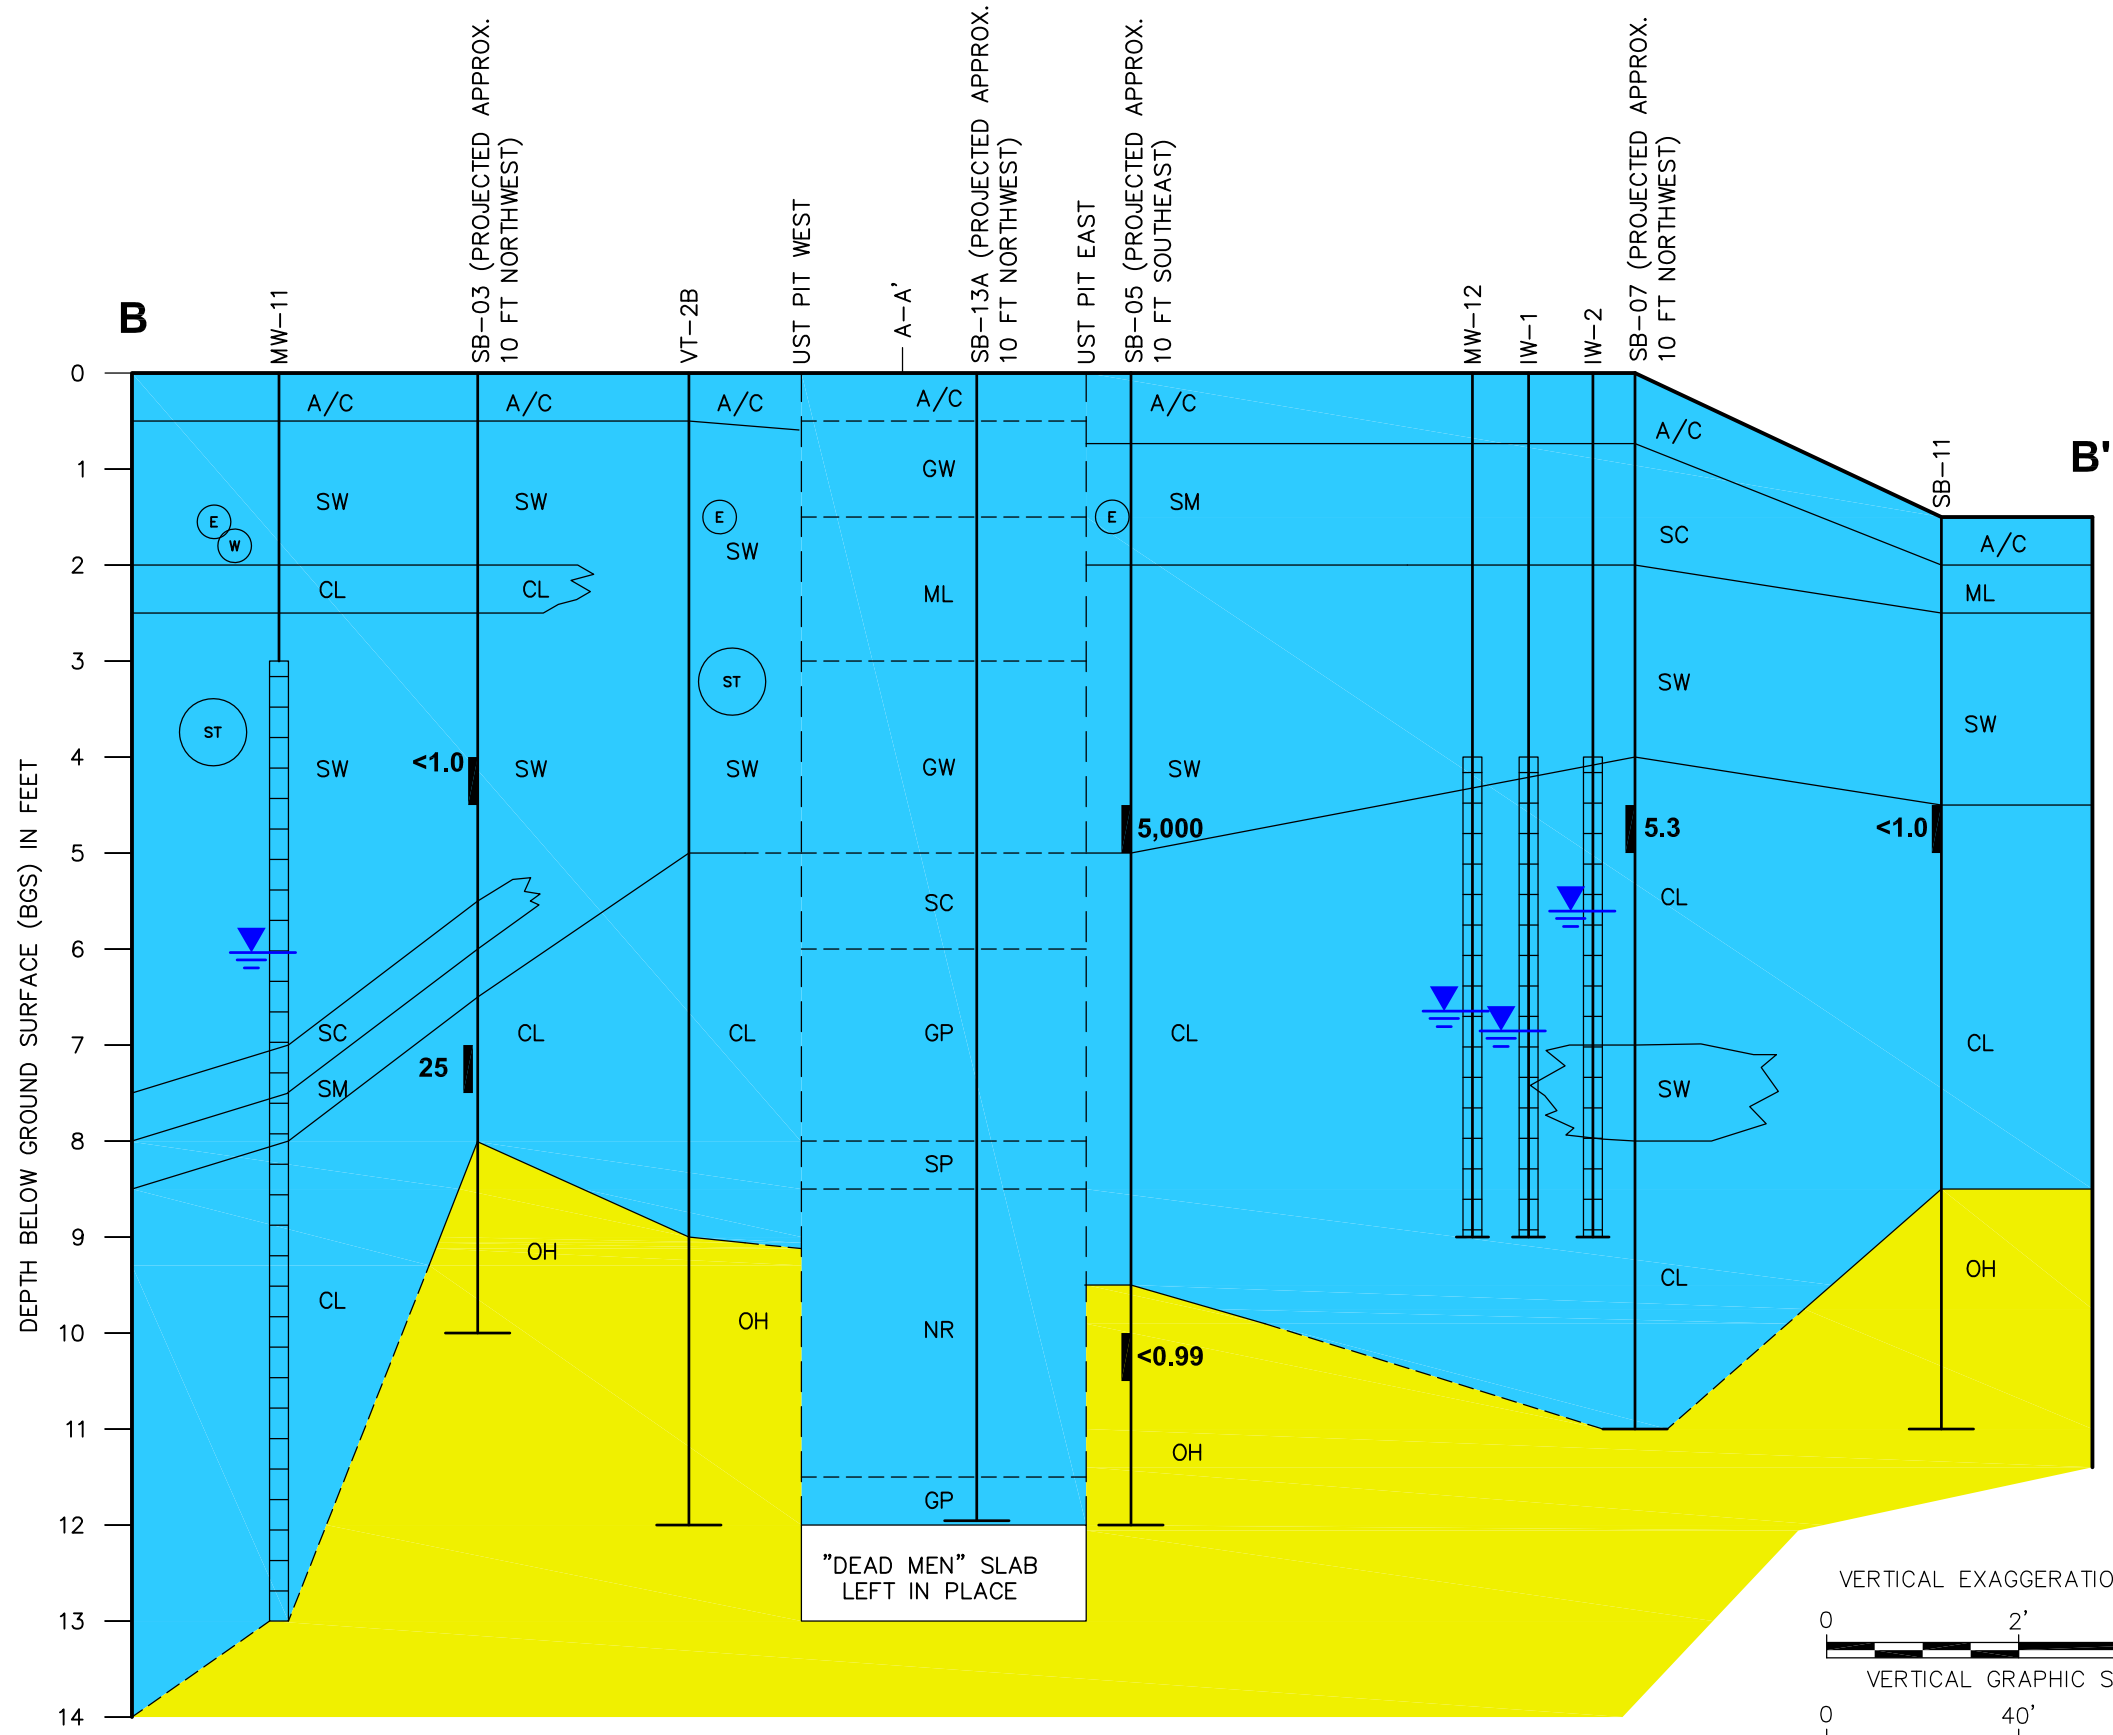 SB-03 (PROJECTED APPROX.
10 FT NORTHWEST)
SB-13A (PROJECTED APPROX.
10 FT NORTHWEST)
SB-05 (PROJECTED APPROX.
10 FT SOUTHEAST)
SB-07 (PROJECTED APPROX.
10 FT NORTHWEST)
MW-11
VT-2B
UST PIT WEST
A-A'
UST PIT EAST
MW-12
IW-1
IW-2
SB-11
B
B'
DEPTH BELOW GROUND SURFACE (BGS) IN FEET
0
1
2
3
4
5
6
7
8
9
10
11
12
13
14
A/C
A/C
A/C
A/C
A/C
A/C
A/C
GW
SW
SW
E
W
E
SW
E
SM
SC
CL
CL
ML
ML
ST
ST
SW
SW
SW
SW
GW
SW
SW
SW
<1.0
5,000
5.3
<1.0
SC
CL
SC
CL
CL
GP
CL
CL
25
SM
SW
SP
OH
CL
OH
NR
<0.99
CL
OH
OH
GP
"DEAD MEN" SLAB
LEFT IN PLACE
VERTICAL EXAGGERATIO
0 2'
VERTICAL GRAPHIC S
0 40'